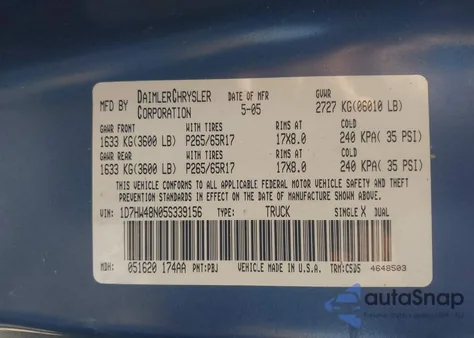 MFD BY DAIMLERCHRYSLER CORPORATION DATE OF MFR 5-05 GVWR 2727 KG(06010 LB)
GAWR FRONT WITH TIRES RIMS AT COLD
1633 KG(3600 LB) P265/65R17 17X8.0 240 KPA( 35 PSI)
GAWR REAR WITH TIRES RIMS AT COLD
1633 KG(3600 LB) P265/65R17 17X8.0 240 KPA( 35 PSI)
THIS VEHICLE CONFORMS TO ALL APPLICABLE FEDERAL MOTOR VEHICLE SAFETY, BUMPER, AND THEFT
PREVENTION STANDARDS IN EFFECT ON THE DATE OF MANUFACTURE SHOWN ABOVE.
VIN: 1D7HW48N05S339156 TYPE: TRUCK SINGLE X DUAL
MDH: 051620 174AA PNT:PBJ VEHICLE MADE IN U.S.A. TRM:C5D5 4648503
autoSnap